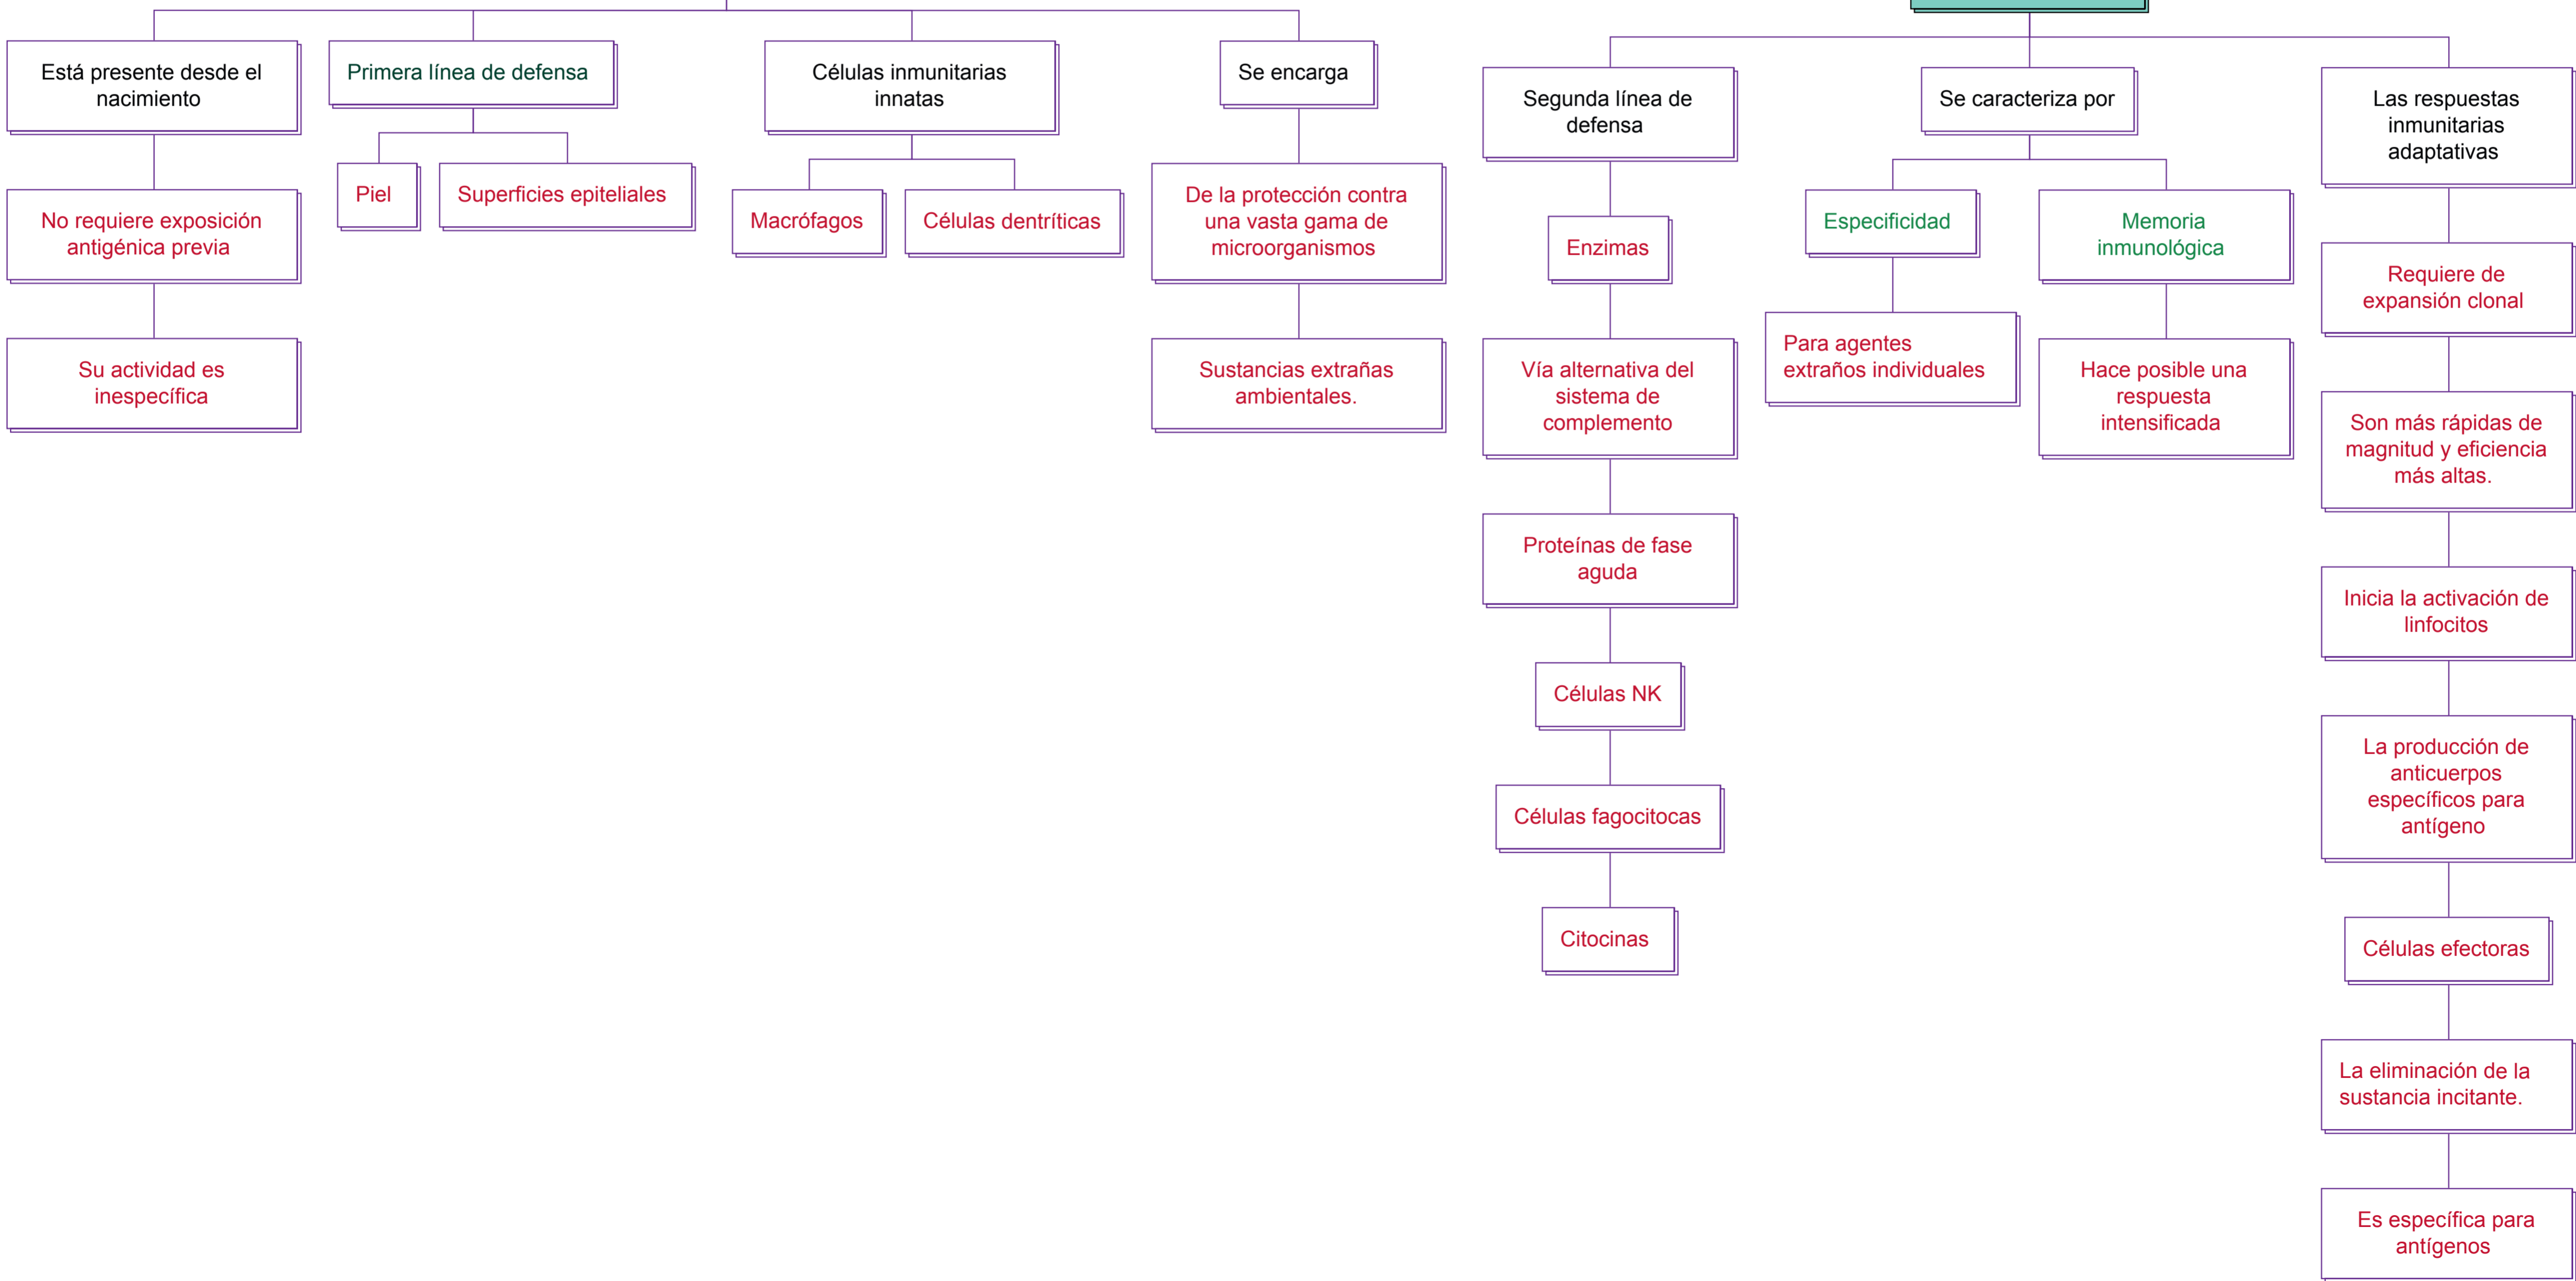 Está presente desde el
nacimiento
No requiere exposición
antigénica previa
Su actividad es
inespecífica
Primera línea de defensa
Piel
Superficies epiteliales
Células inmunitarias
innatas
Macrófagos
Células dentríticas
Se encarga
De la protección contra
una vasta gama de
microorganismos
Sustancias extrañas
ambientales.
Segunda línea de
defensa
Enzimas
Vía alternativa del
sistema de
complemento
Proteínas de fase
aguda
Células NK
Células fagocitocas
Citocinas
Se caracteriza por
Especificidad
Para agentes
extraños individuales
Memoria
inmunológica
Hace posible una
respuesta
intensificada
Las respuestas
inmunitarias
adaptativas
Requiere de
expansión clonal
Son más rápidas de
magnitud y eficiencia
más altas.
Inicia la activación de
linfocitos
La producción de
anticuerpos
específicos para
antígeno
Células efectoras
La eliminación de la
sustancia incitante.
Es específica para
antígenos